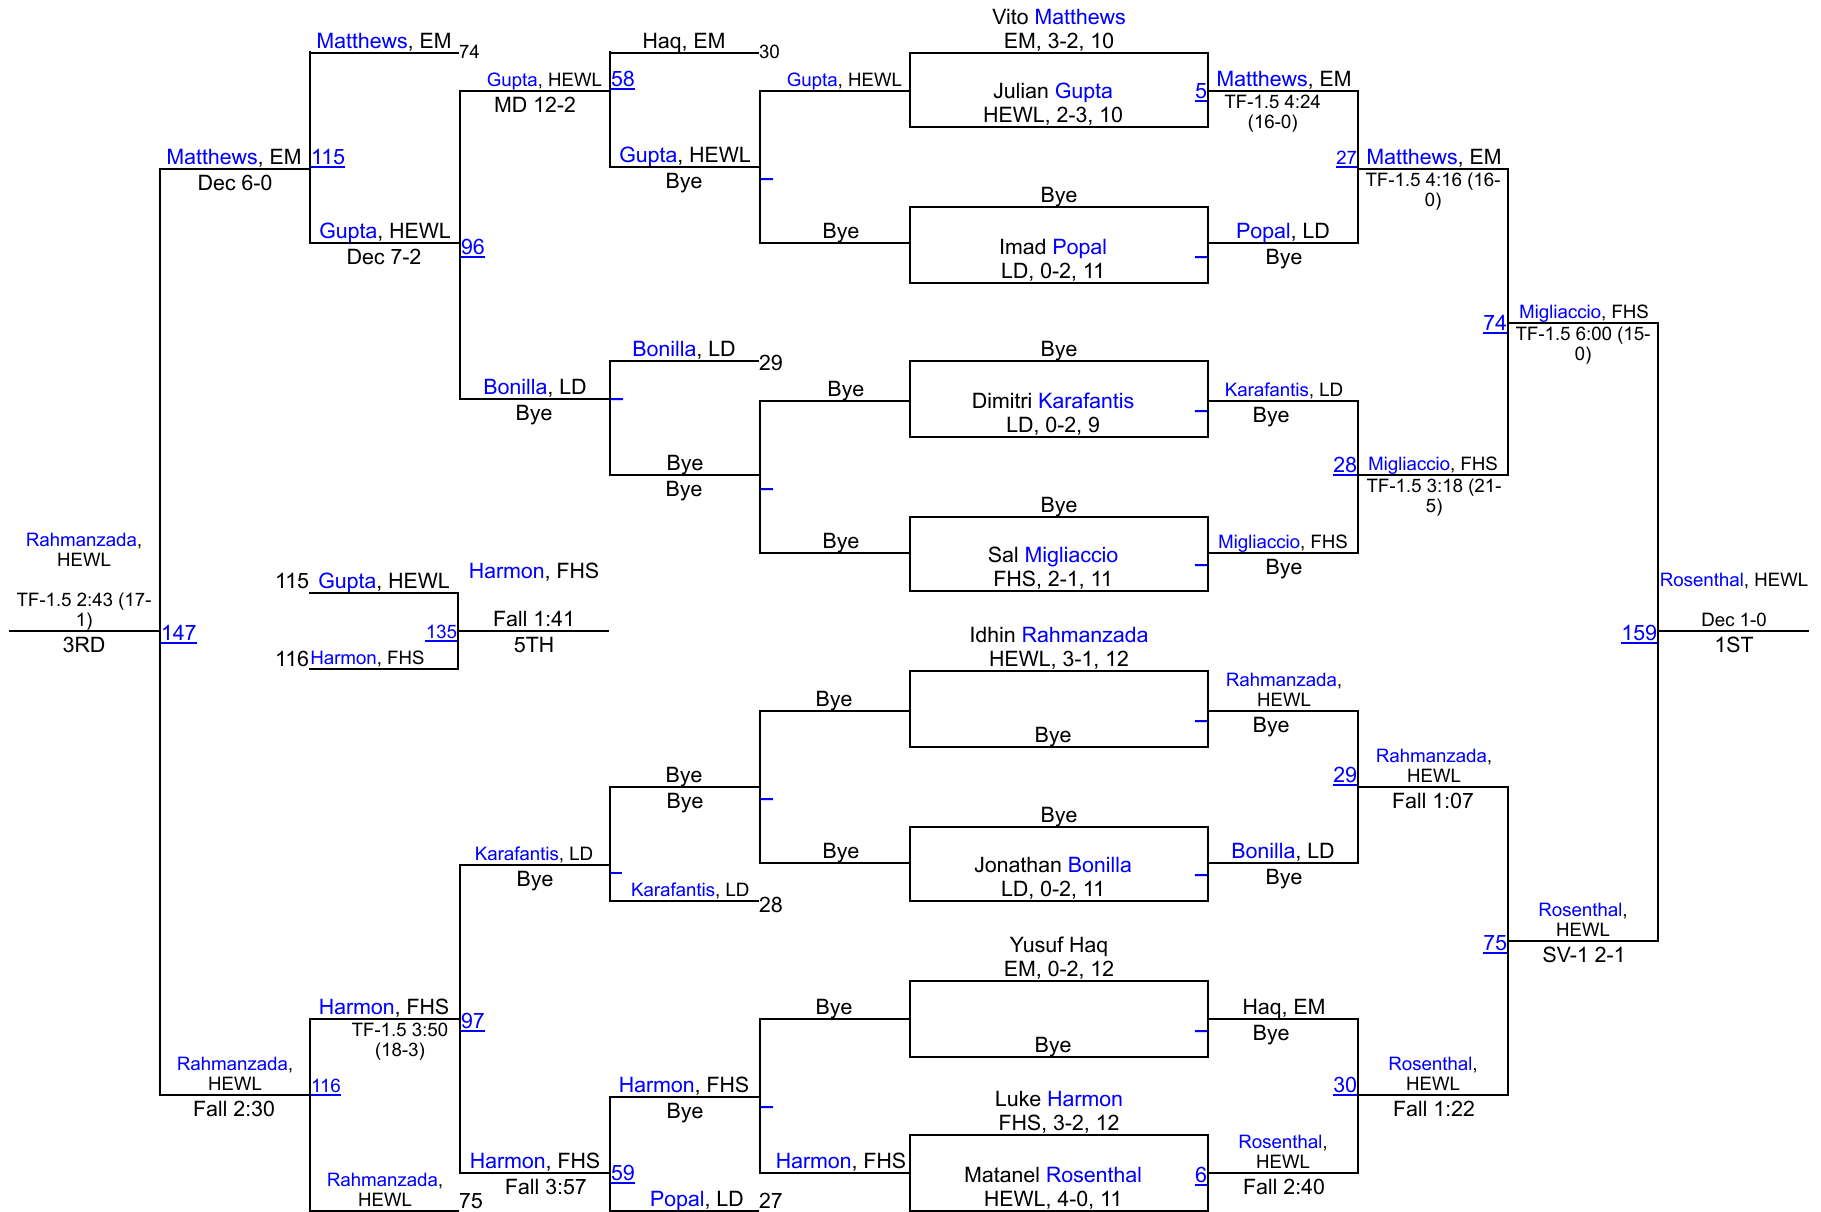 Vito Matthews
EM, 3-2, 10
Matthews, EM
74
Haq, EM
30
Gupta, HEWL
58
MD 12-2
Gupta, HEWL
Julian Gupta
HEWL, 2-3, 10
5
Matthews, EM
TF-1.5 4:24
(16-0)
Matthews, EM
115
Dec 6-0
Gupta, HEWL
Bye
27
Matthews, EM
TF-1.5 4:16 (16-
0)
Bye
Gupta, HEWL
96
Dec 7-2
Bye
Imad Popal
LD, 0-2, 11
Popal, LD
Bye
Migliaccio, FHS
74
TF-1.5 6:00 (15-
0)
Bonilla, LD
29
Bye
Bonilla, LD
Bye
Bye
Dimitri Karafantis
LD, 0-2, 9
Karafantis, LD
Bye
Bye
Bye
28
Migliaccio, FHS
TF-1.5 3:18 (21-
5)
Bye
Bye
Sal Migliaccio
FHS, 2-1, 11
Migliaccio, FHS
Bye
Rahmanzada,
HEWL
TF-1.5 2:43 (17-
1)
3RD
147
115
Gupta, HEWL
Harmon, FHS
135
Fall 1:41
5TH
116
Harmon, FHS
Rosenthal, HEWL
159
Dec 1-0
1ST
Idhin Rahmanzada
HEWL, 3-1, 12
Bye
Rahmanzada,
HEWL
Bye
Bye
Bye
Bye
29
Rahmanzada,
HEWL
Fall 1:07
Bye
Bye
Jonathan Bonilla
LD, 0-2, 11
Bonilla, LD
Bye
Karafantis, LD
Bye
Karafantis, LD
28
Rosenthal,
HEWL
75
SV-1 2-1
Yusuf Haq
EM, 0-2, 12
Bye
Haq, EM
Bye
Bye
Harmon, FHS
97
TF-1.5 3:50
(18-3)
Rahmanzada,
HEWL
116
Fall 2:30
Harmon, FHS
Bye
30
Rosenthal,
HEWL
Fall 1:22
Luke Harmon
FHS, 3-2, 12
Harmon, FHS
59
Fall 3:57
Harmon, FHS
Matanel Rosenthal
HEWL, 4-0, 11
6
Rosenthal,
HEWL
Fall 2:40
Rahmanzada,
HEWL
75
Popal, LD
27